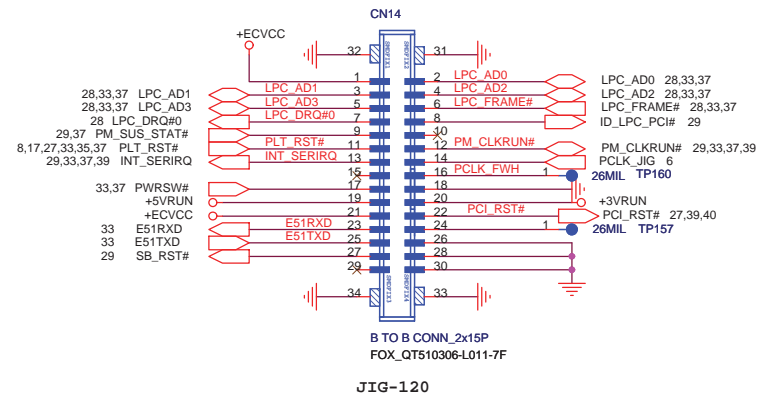 CN14
+ECVCC
32 SHDFIX1 SHDFIX2 31
1 2 LPC_AD0 LPC_AD0 28,33,37
28,33,37 LPC_AD1 LPC_AD1 3 4 LPC_AD2 LPC_AD2 28,33,37
28,33,37 LPC_AD3 LPC_AD3 5 6 LPC_FRAME# LPC_FRAME# 28,33,37
28 LPC_DRQ#0 LPC_DRQ#0 7 8 ID_LPC_PCI# 29
29,37 PM_SUS_STAT# 9 10
8,17,27,33,35,37 PLT_RST# PLT_RST# 11 12 PM_CLKRUN# PM_CLKRUN# 29,33,37,39
29,33,37,39 INT_SERIRQ INT_SERIRQ 13 14 PCLK_JIG 6
15 16 PCLK_FWH 1 26MIL TP160
33,37 PWRSW# 17 18
+5VRUN 19 20 +3VRUN
+ECVCC 21 22 PCI_RST# PCI_RST# 27,39,40
33 E51RXD E51RXD 23 24 1 26MIL TP157
33 E51TXD E51TXD 25 26
29 SB_RST# 27 28
29 30
34 SHDFIX3 SHDFIX4 33
B TO B CONN_2x15P
FOX_QT510306-L011-7F
JIG-120